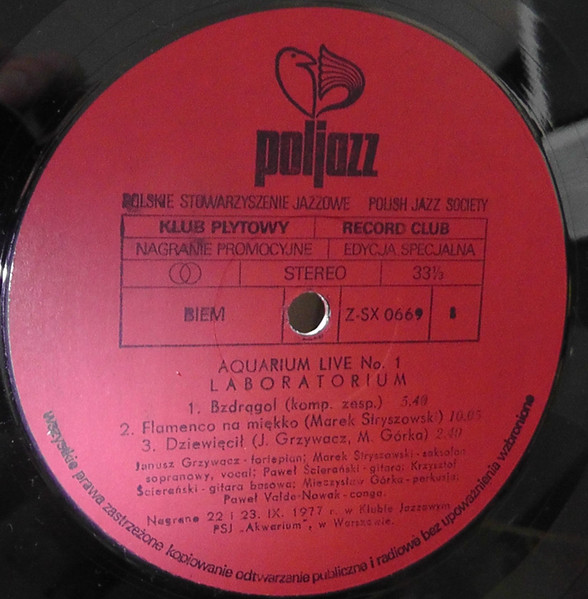 poljazz
POLSKIE STOWARZYSZENIE JAZZOWE POLISH JAZZ SOCIETY
KLUB PŁYTOWY RECORD CLUB
NAGRANIE PROMOCYJNE EDYCJA SPECJALNA
STEREO 33⅓
BIEM Z-SX 0669
AQUARIUM LIVE No. 1
LABORATORIUM
1. Bzdrągol (komp. zesp.) 5.40
2. Flamenco na miękko (Marek Stryszowski) 10.05
3. Dziewięcił (J. Grzywacz, M. Górka) 2.40
Janusz Grzywacz - fortepian; Marek Stryszowski - saksofon
sopranowy, vocal; Paweł Ścierański - gitara; Krzysztof
Ścierański - gitara basowa; Mieczysław Górka - perkusja;
Paweł Valde-Nowak - conga.
Nagrano 22 i 23. IX. 1977 r. w Klubie Jazzowym
PSJ „Akwarium", w Warszawie.
Wszystkie prawa zastrzeżone kopiowanie odtwarzanie publiczne i radiowe bez upoważnienia wzbronione